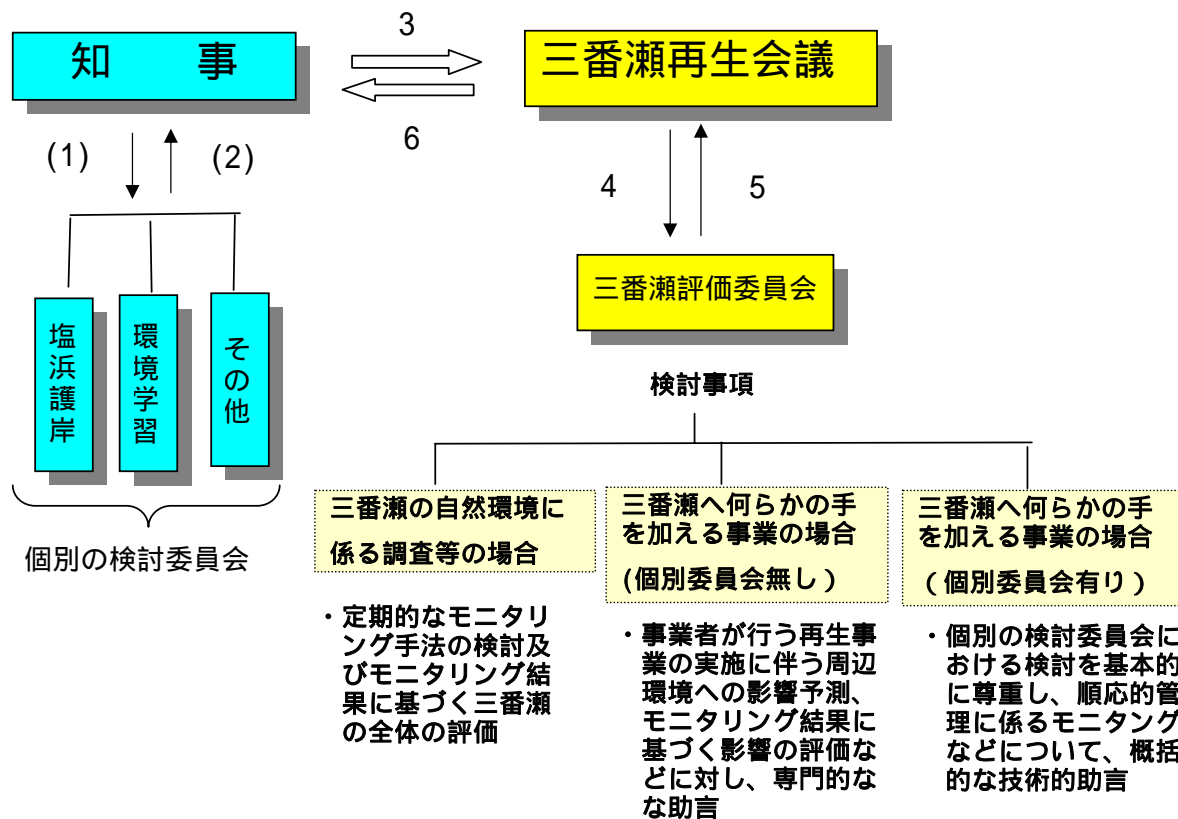 知　事
3
三番瀬再生会議
6
(1)
(2)
4
5
三番瀬評価委員会
塩浜護岸
環境学習
その他
個別の検討委員会
検討事項
三番瀬の自然環境に
係る調査等の場合
・定期的なモニタリ
ング手法の検討及
びモニタリング結
果に基づく三番瀬
の全体の評価
三番瀬へ何らかの手
を加える事業の場合
(個別委員会無し）
・事業者が行う再生事
業の実施に伴う周辺
環境への影響予測、
モニタリング結果に
基づく影響の評価な
どに対し、専門的な
な助言
三番瀬へ何らかの手
を加える事業の場合
（個別委員会有り）
・個別の検討委員会に
おける検討を基本的
に尊重し、順応的管
理に係るモニタング
などについて、概括
的な技術的助言